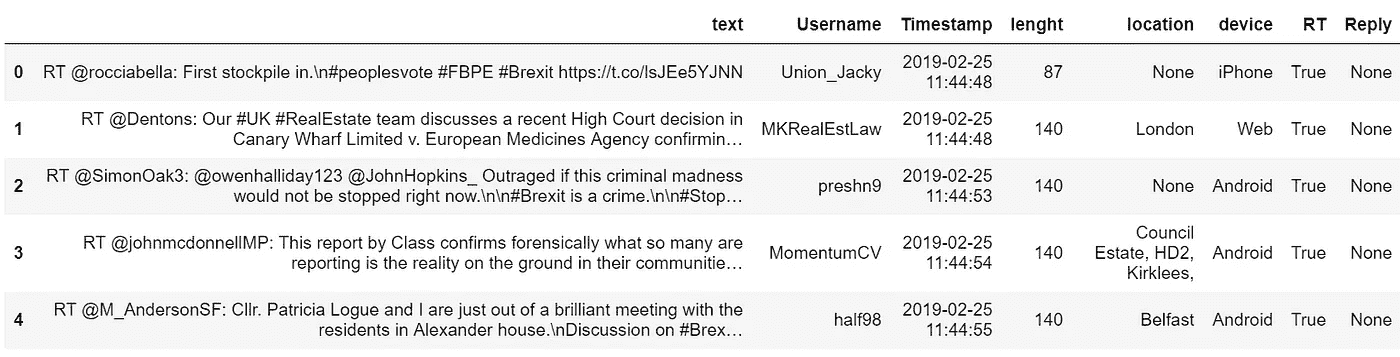 text Username Timestamp lenght location device RT Reply
0 RT @rocciabella: First stockpile in.\n#peoplesvote #FBPE #Brexit https://t.co/lsJEe5YJNN Union_Jacky 2019-02-25 11:44:48 87 None iPhone True None
1 RT @Dentons: Our #UK #RealEstate team discusses a recent High Court decision in
Canary Wharf Limited v. European Medicines Agency confirmin… MKRealEstLaw 2019-02-25 11:44:48 140 London Web True None
2 RT @SimonOak3: @owenhalliday123 @JohnHopkins_ Outraged if this criminal madness
would not be stopped right now.\n\n#Brexit is a crime.\n\n#Stop… preshn9 2019-02-25 11:44:53 140 None Android True None
3 RT @johnmcdonnellMP: This report by Class confirms forensically what so many are
reporting is the reality on the ground in their communitie… MomentumCV 2019-02-25 11:44:54 140 Council Estate, HD2, Kirklees, Android True None
4 RT @M_AndersonSF: Cllr. Patricia Logue and I are just out of a brilliant meeting with the
residents in Alexander house.\nDiscussion on #Brex… half98 2019-02-25 11:44:55 140 Belfast Android True None